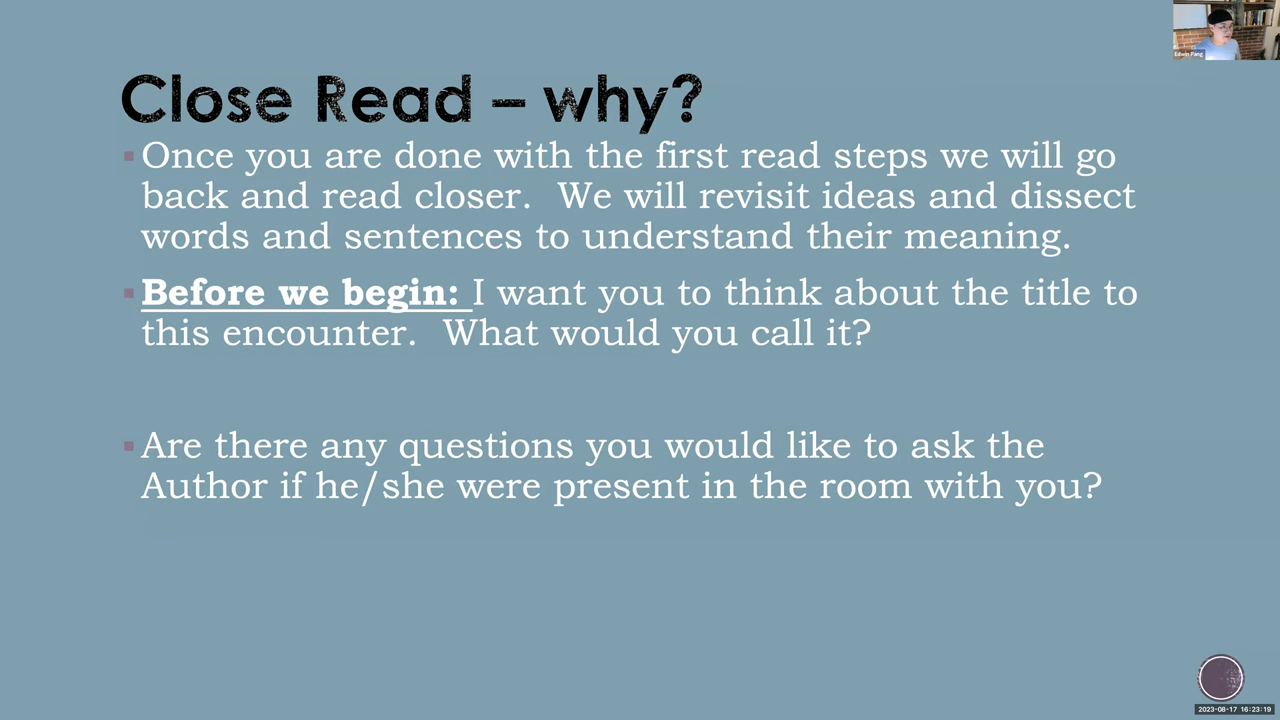 Edwin Pang
Close Read – why?
Once you are done with the first read steps we will go
back and read closer.  We will revisit ideas and dissect
words and sentences to understand their meaning.
Before we begin: I want you to think about the title to
this encounter.  What would you call it?
Are there any questions you would like to ask the
Author if he/she were present in the room with you?
2023-08-17 16:23:19